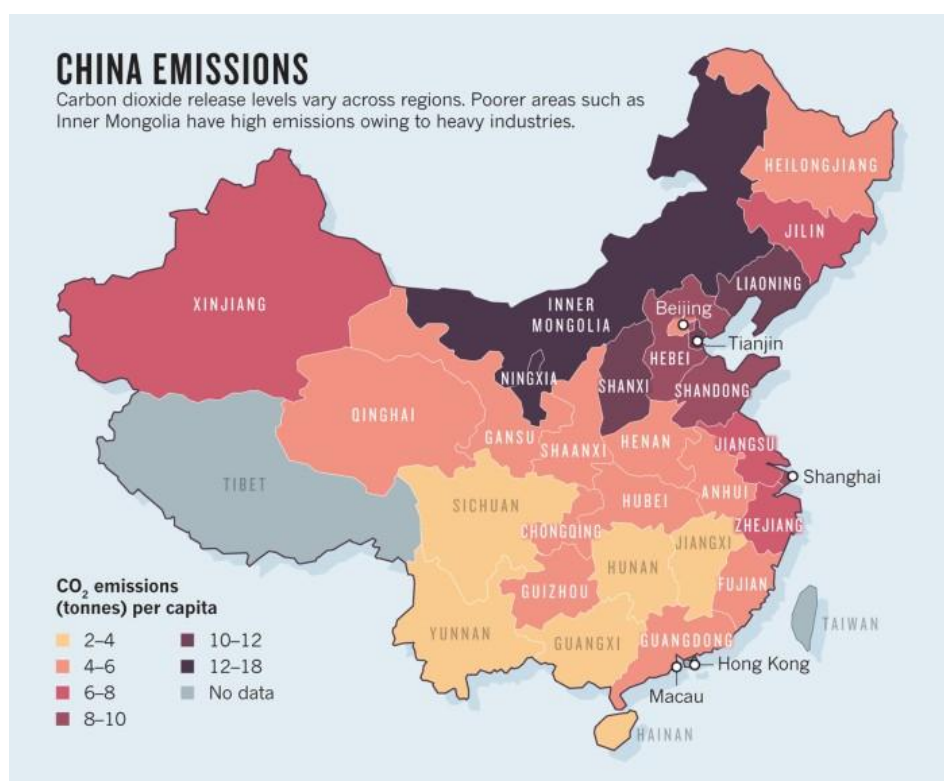 CHINA EMISSIONS
Carbon dioxide release levels vary across regions. Poorer areas such as
Inner Mongolia have high emissions owing to heavy industries.
HEILONGJIANG
JILIN
LIAONING
XINJIANG
INNER
MONGOLIA
Beijing
Tianjin
HEBEI
NINGXIA
SHANXI
SHANDONG
QINGHAI
GANSU
SHAANXI
HENAN
JIANGSU
Shanghai
TIBET
SICHUAN
HUBEI
ANHUI
CHONGQING
ZHEJIANG
JIANGXI
HUNAN
GUIZHOU
FUJIAN
YUNNAN
GUANGXI
GUANGDONG
TAIWAN
Hong Kong
Macau
HAINAN
CO₂ emissions
(tonnes) per capita
2–4
4–6
6–8
8–10
10–12
12–18
No data